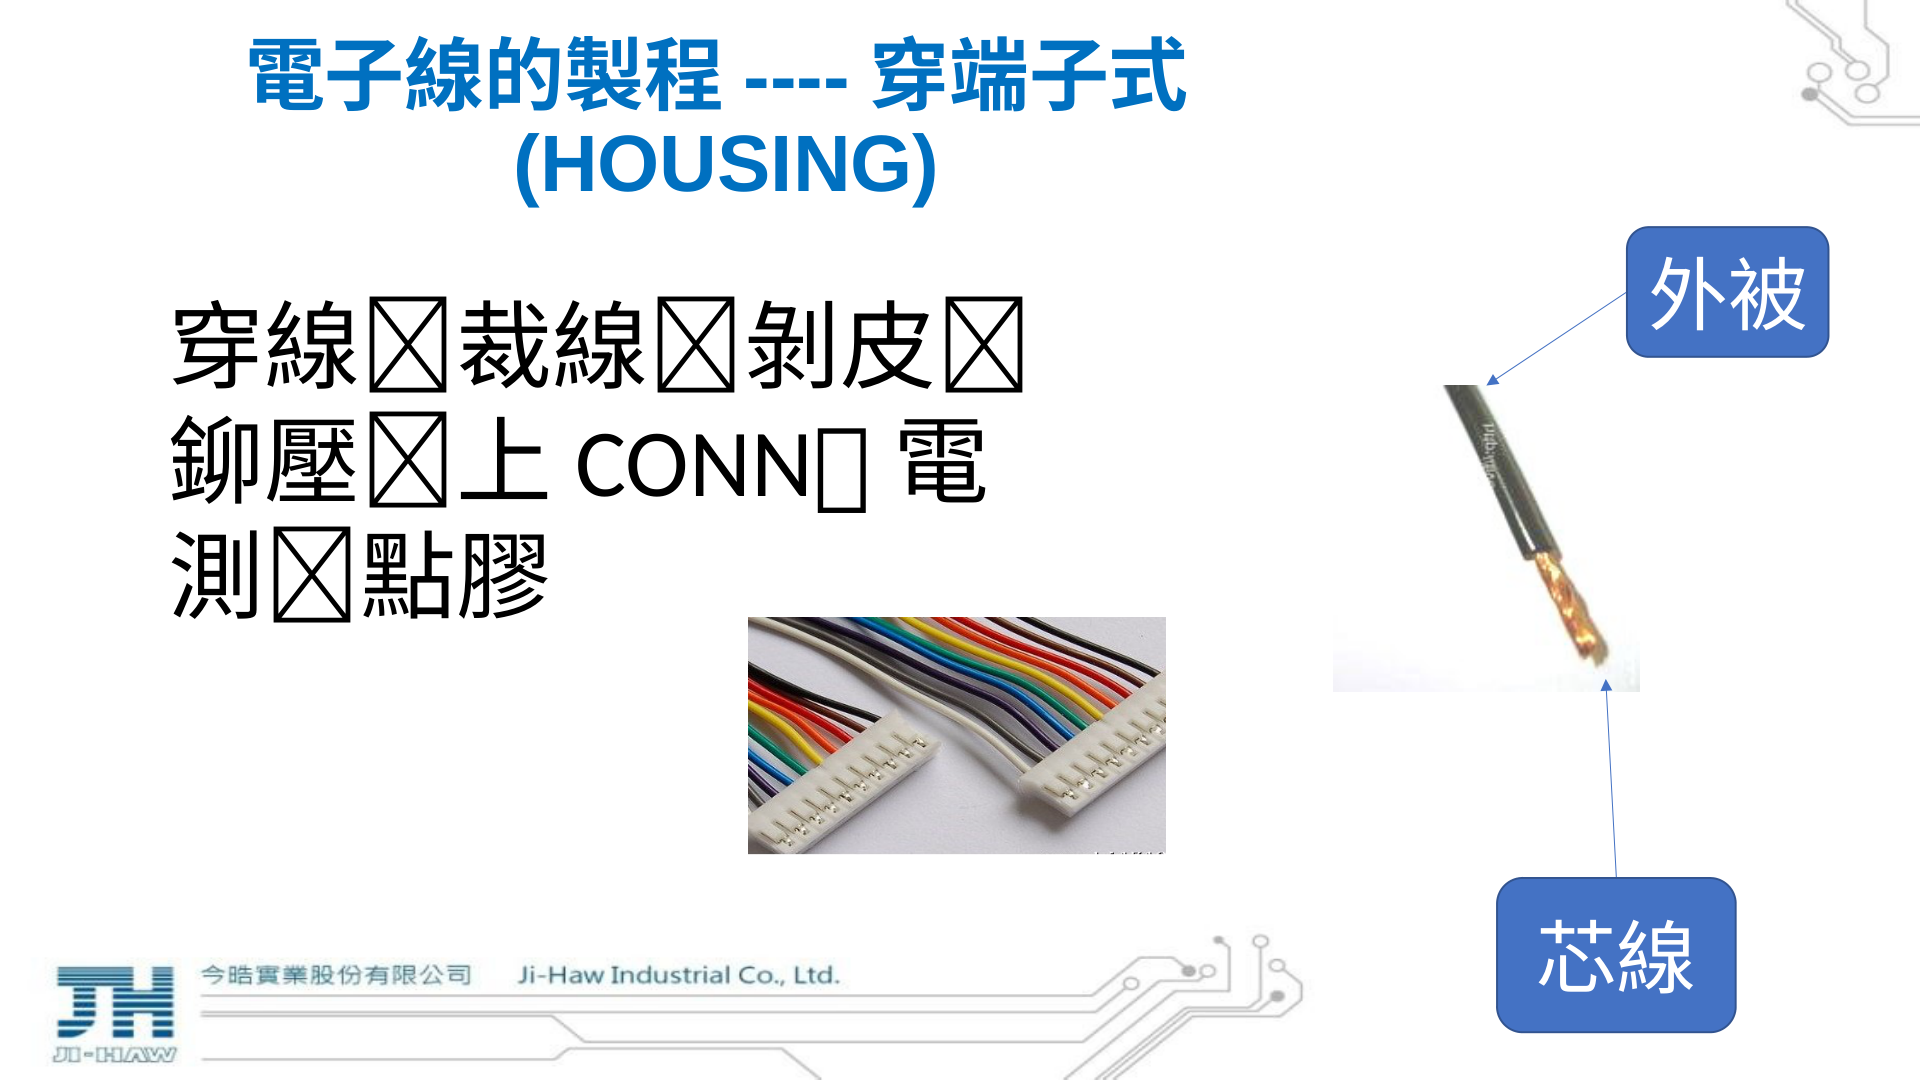 電子線的製程 ---- 穿端子式
(HOUSING)
外被
穿線裁線剝皮
鉚壓上 CONN 電
測點膠
芯線
今皓實業股份有限公司 Ji-Haw Industrial Co., Ltd.
JH
JI-HAW